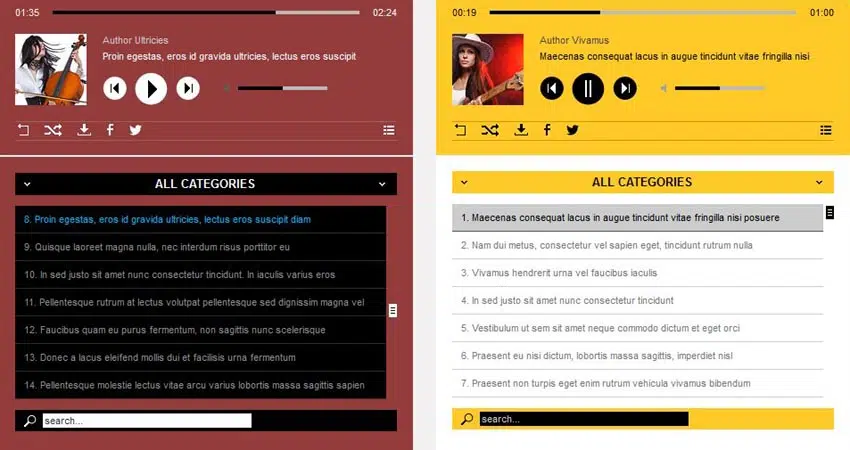 01:35 02:24
Author Ultricies
Proin egestas, eros id gravida ultricies, lectus eros suscipit
ALL CATEGORIES
8. Proin egestas, eros id gravida ultricies, lectus eros suscipit diam
9. Quisque laoreet magna nulla, nec interdum risus porttitor eu
10. In sed justo sit amet nunc consectetur tincidunt. In iaculis varius eros
11. Pellentesque rutrum at lectus volutpat pellentesque sed dignissim magna vel
12. Faucibus quam eu purus fermentum, non sagittis nunc scelerisque
13. Donec a lacus eleifend mollis dui et facilisis urna fermentum
14. Pellentesque molestie lectus vitae arcu varius lobortis massa sagittis sapien
search...
00:19 01:00
Author Vivamus
Maecenas consequat lacus in augue tincidunt vitae fringilla nisi
ALL CATEGORIES
1. Maecenas consequat lacus in augue tincidunt vitae fringilla nisi posuere
2. Nam dui metus, consectetur vel sapien eget, tincidunt rutrum nulla
3. Vivamus hendrerit urna vel faucibus iaculis
4. In sed justo sit amet nunc consectetur tincidunt
5. Vestibulum ut sem sit amet neque commodo dictum et eget orci
6. Praesent eu nisi dictum, lobortis massa sagittis, imperdiet nisl
7. Praesent non turpis eget enim rutrum vehicula vivamus bibendum
search...